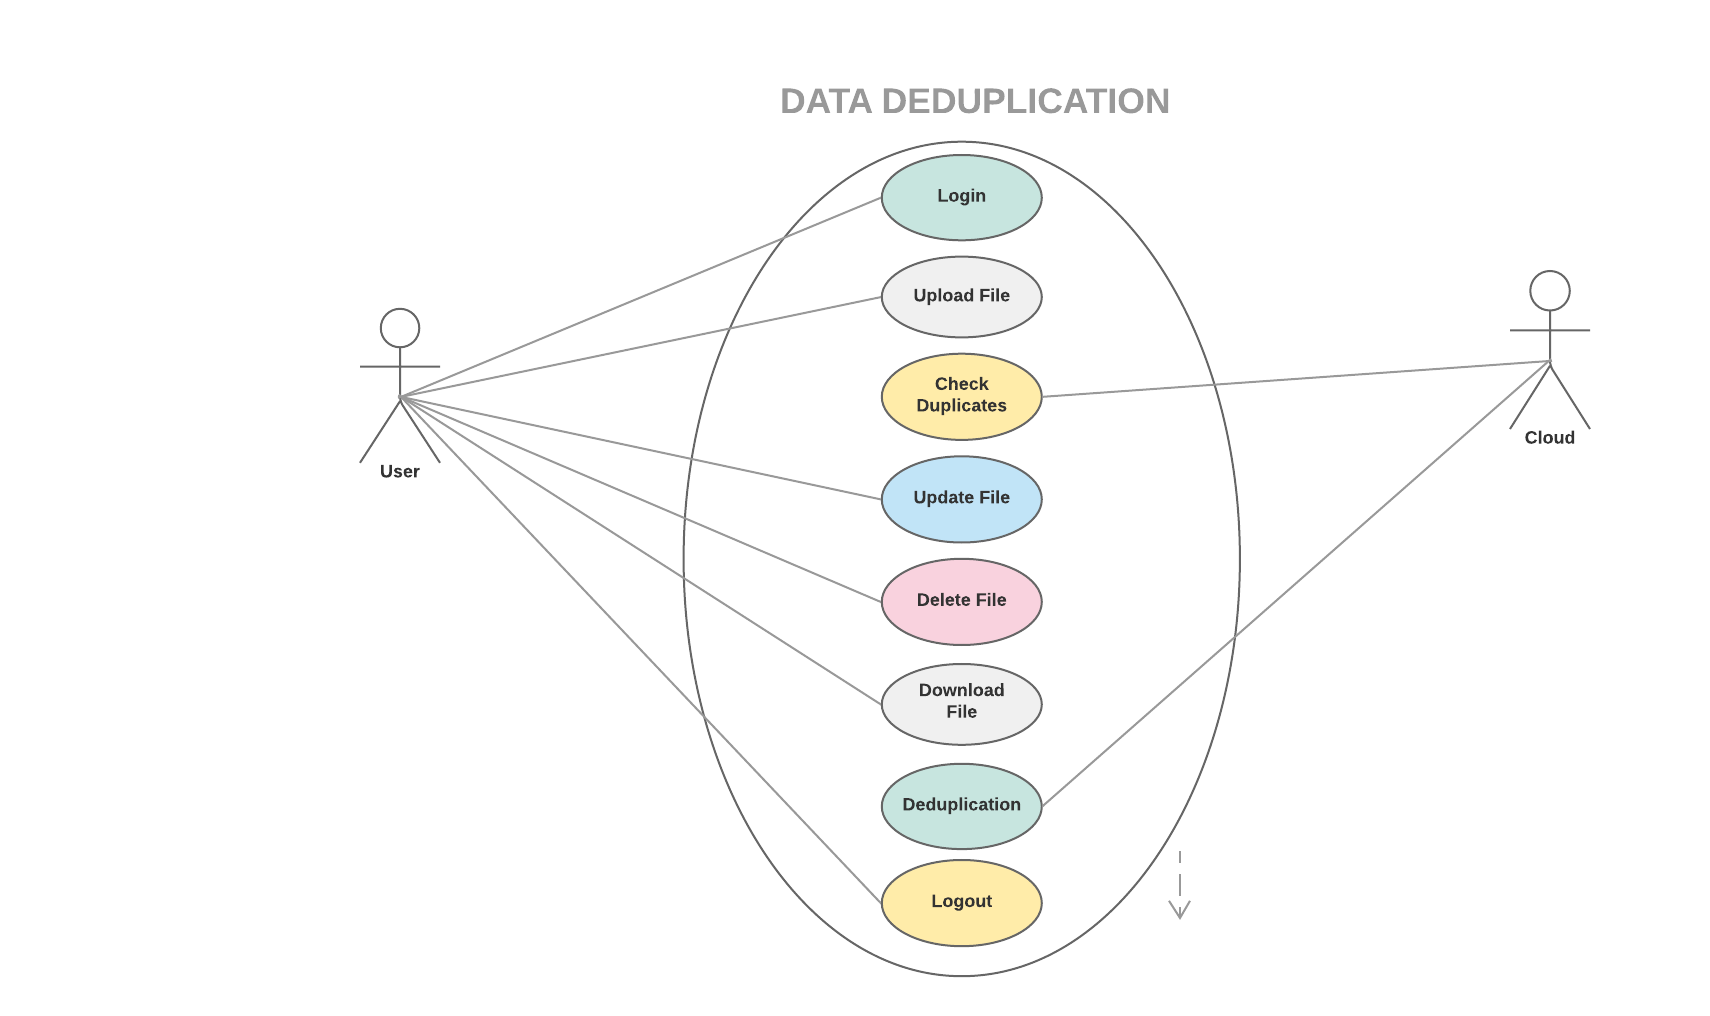 DATA DEDUPLICATION
Login
Upload File
Check
Duplicates
Update File
Delete File
Download
File
Deduplication
Logout
User
Cloud